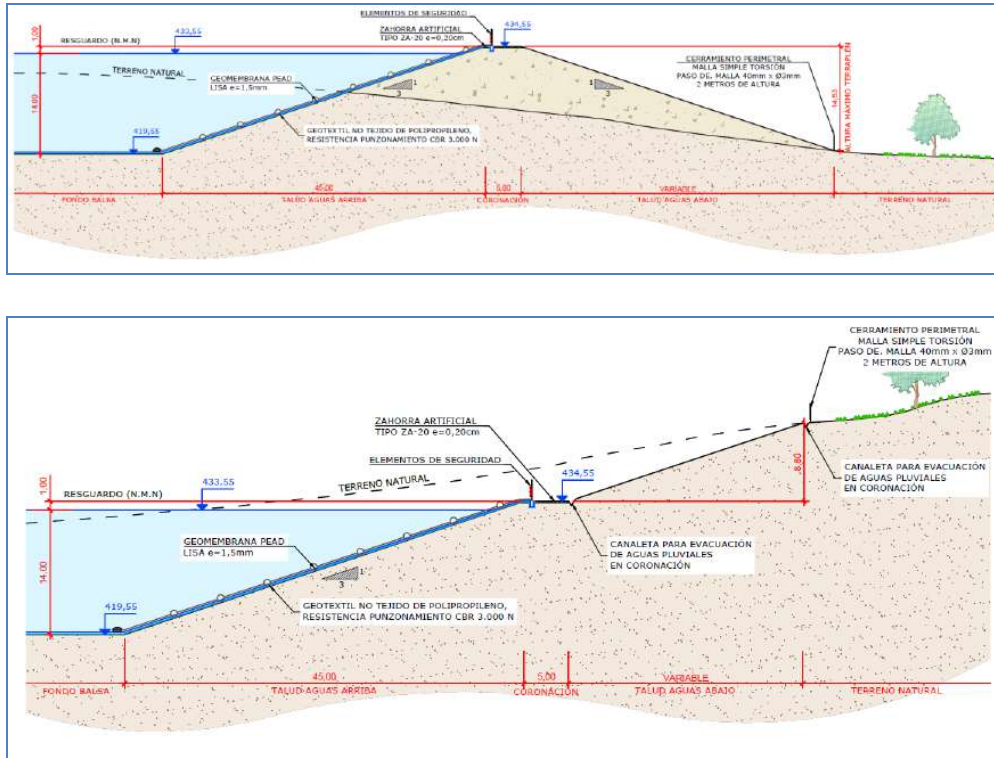 ELEMENTOS DE SEGURIDAD
ZAHORRA ARTIFICIAL
TIPO ZA-20 e=0,20cm
434,55
433,55
1,00
RESGUARDO (N.M.N)
TERRENO NATURAL
GEOMEMBRANA PEAD
LISA e=1,5mm
1
3
1
3
CERRAMIENTO PERIMETRAL
MALLA SIMPLE TORSIÓN
PASO DE. MALLA 40mm x Ø3mm
2 METROS DE ALTURA
14,00
419,55
GEOTEXTIL NO TEJIDO DE POLIPROPILENO,
RESISTENCIA PUNZONAMIENTO CBR 3.000 N
14,53
ALTURA MÁXIMO TERRAPLÉN
45,00
5,00
VARIABLE
FONDO BALSA
TALUD AGUAS ARRIBA
CORONACIÓN
TALUD AGUAS ABAJO
TERRENO NATURAL
CERRAMIENTO PERIMETRAL
MALLA SIMPLE TORSIÓN
PASO DE. MALLA 40mm x Ø3mm
2 METROS DE ALTURA
ZAHORRA ARTIFICIAL
TIPO ZA-20 e=0,20cm
ELEMENTOS DE SEGURIDAD
8,80
CANALETA PARA EVACUACIÓN
DE AGUAS PLUVIALES
EN CORONACIÓN
1,00
RESGUARDO (N.M.N)
433,55
TERRENO NATURAL
434,55
GEOMEMBRANA PEAD
LISA e=1,5mm
CANALETA PARA EVACUACIÓN
DE AGUAS PLUVIALES
EN CORONACIÓN
1
3
14,00
419,55
GEOTEXTIL NO TEJIDO DE POLIPROPILENO,
RESISTENCIA PUNZONAMIENTO CBR 3.000 N
45,00
5,00
VARIABLE
FONDO BALSA
TALUD AGUAS ARRIBA
CORONACIÓN
TALUD AGUAS ABAJO
TERRENO NATURAL